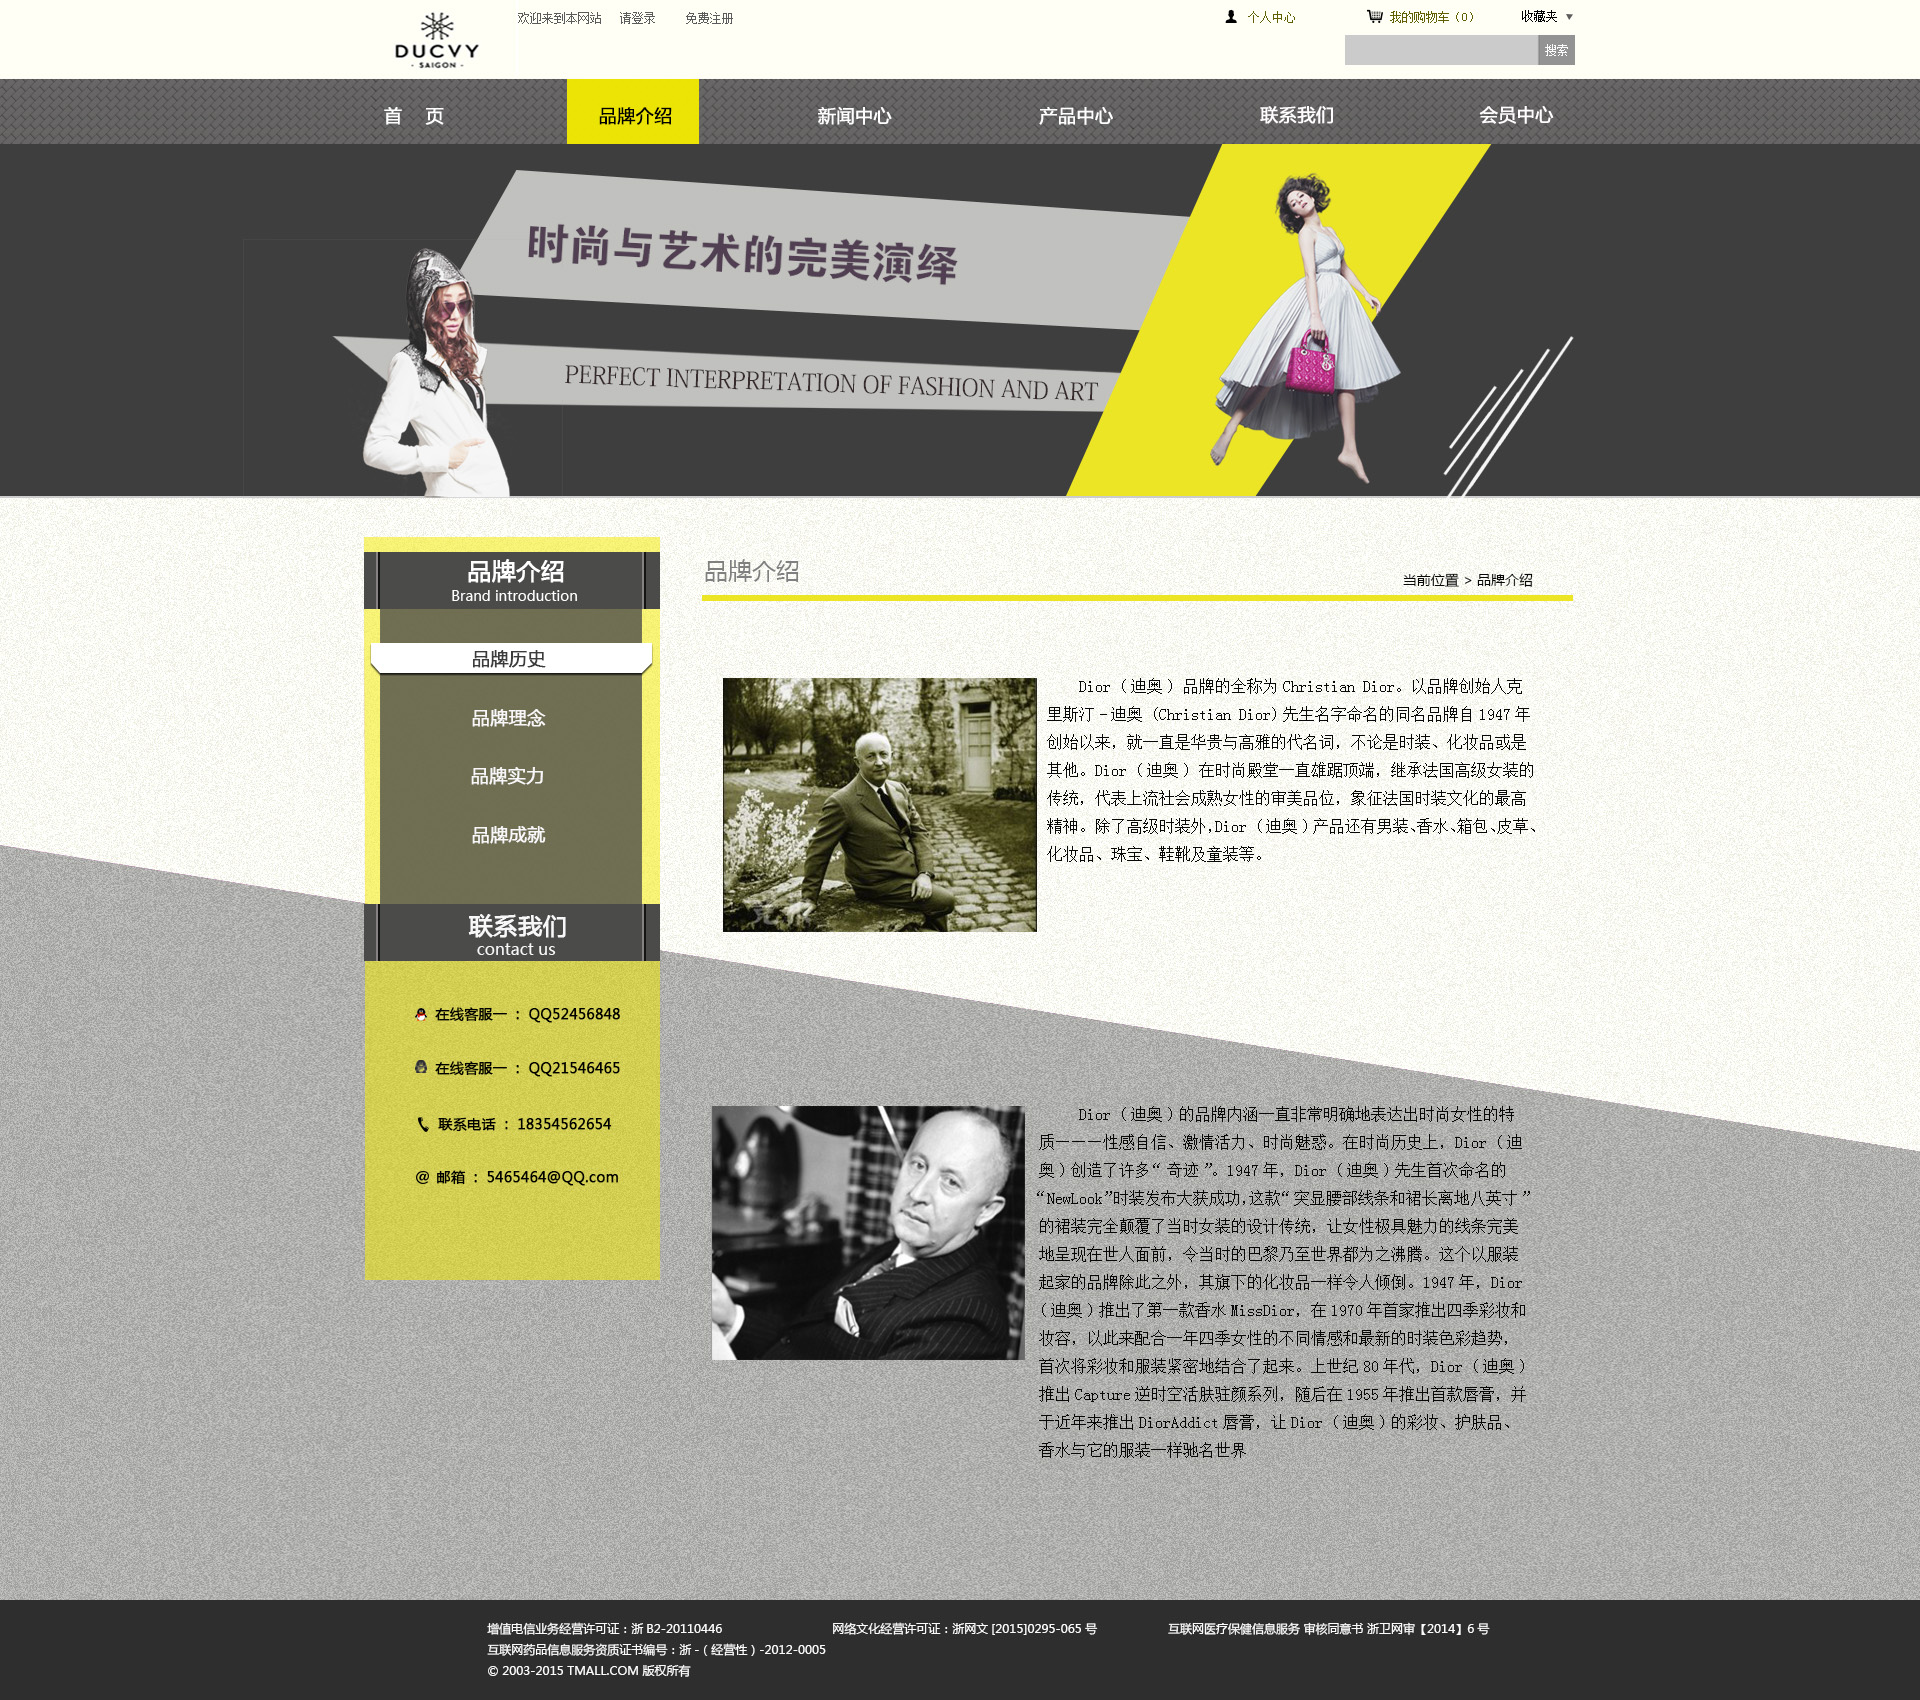 DUCVY
- SAIGON -
欢迎来到本网站 请登录 免费注册
个人中心 我的购物车（0） 收藏夹
搜索
首 页 品牌介绍 新闻中心 产品中心 联系我们 会员中心
时尚与艺术的完美演绎
PERFECT INTERPRETATION OF FASHION AND ART
品牌介绍
Brand introduction
品牌历史
品牌理念
品牌实力
品牌成就
联系我们
contact us
在线客服一 ： QQ52456848
在线客服一 ： QQ21546465
联系电话 ： 18354562654
@ 邮箱 ： 5465464@QQ.com
品牌介绍
当前位置 > 品牌介绍
Dior（迪奥）品牌的全称为 Christian Dior。以品牌创始人克
里斯汀－迪奥（Christian Dior）先生名字命名的同名品牌自 1947 年
创始以来，就一直是华贵与高雅的代名词，不论是时装、化妆品或是
其他。Dior（迪奥）在时尚殿堂一直雄踞顶端，继承法国高级女装的
传统，代表上流社会成熟女性的审美品位，象征法国时装文化的最高
精神。除了高级时装外,Dior（迪奥）产品还有男装、香水、箱包、皮草、
化妆品、珠宝、鞋靴及童装等。
Dior（迪奥）的品牌内涵一直非常明确地表达出时尚女性的特
质———性感自信、激情活力、时尚魅惑。在时尚历史上，Dior（迪
奥）创造了许多“ 奇迹 ”。1947 年，Dior（迪奥）先生首次命名的
“NewLook”时装发布大获成功,这款“ 突显腰部线条和裙长离地八英寸 ”
的裙装完全颠覆了当时女装的设计传统，让女性极具魅力的线条完美
地呈现在世人面前，令当时的巴黎乃至世界都为之沸腾。这个以服装
起家的品牌除此之外，其旗下的化妆品一样令人倾倒。1947 年，Dior
（迪奥）推出了第一款香水 MissDior，在 1970 年首家推出四季彩妆和
妆容，以此来配合一年四季女性的不同情感和最新的时装色彩趋势，
首次将彩妆和服装紧密地结合了起来。上世纪 80 年代，Dior（迪奥）
推出 Capture 逆时空活肤驻颜系列，随后在 1955 年推出首款唇膏，并
于近年来推出 DiorAddict 唇膏，让 Dior（迪奥）的彩妆、护肤品、
香水与它的服装一样驰名世界
增值电信业务经营许可证：浙 B2-20110446 网络文化经营许可证：浙网文 [2015]0295-065 号 互联网医疗保健信息服务 审核同意书 浙卫网审【2014】6 号
互联网药品信息服务资质证书编号：浙 -（经营性）-2012-0005
© 2003-2015 TMALL.COM 版权所有